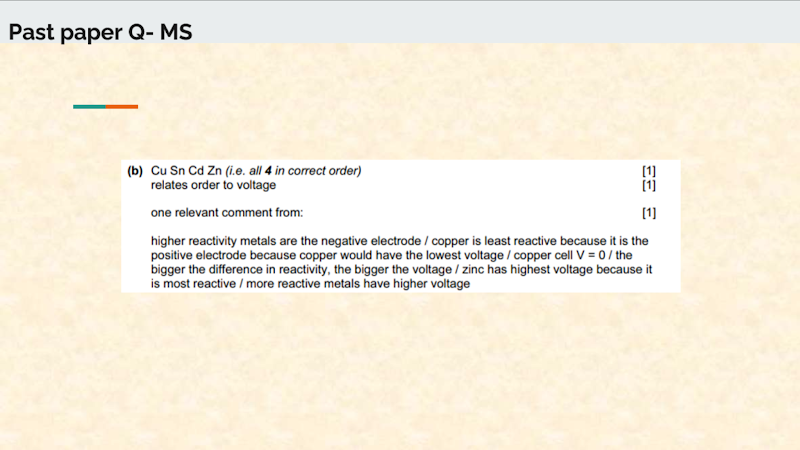 Past paper Q- MS
(b) Cu Sn Cd Zn (i.e. all 4 in correct order) [1]
relates order to voltage [1]
one relevant comment from: [1]
higher reactivity metals are the negative electrode / copper is least reactive because it is the
positive electrode because copper would have the lowest voltage / copper cell V = 0 / the
bigger the difference in reactivity, the bigger the voltage / zinc has highest voltage because it
is most reactive / more reactive metals have higher voltage